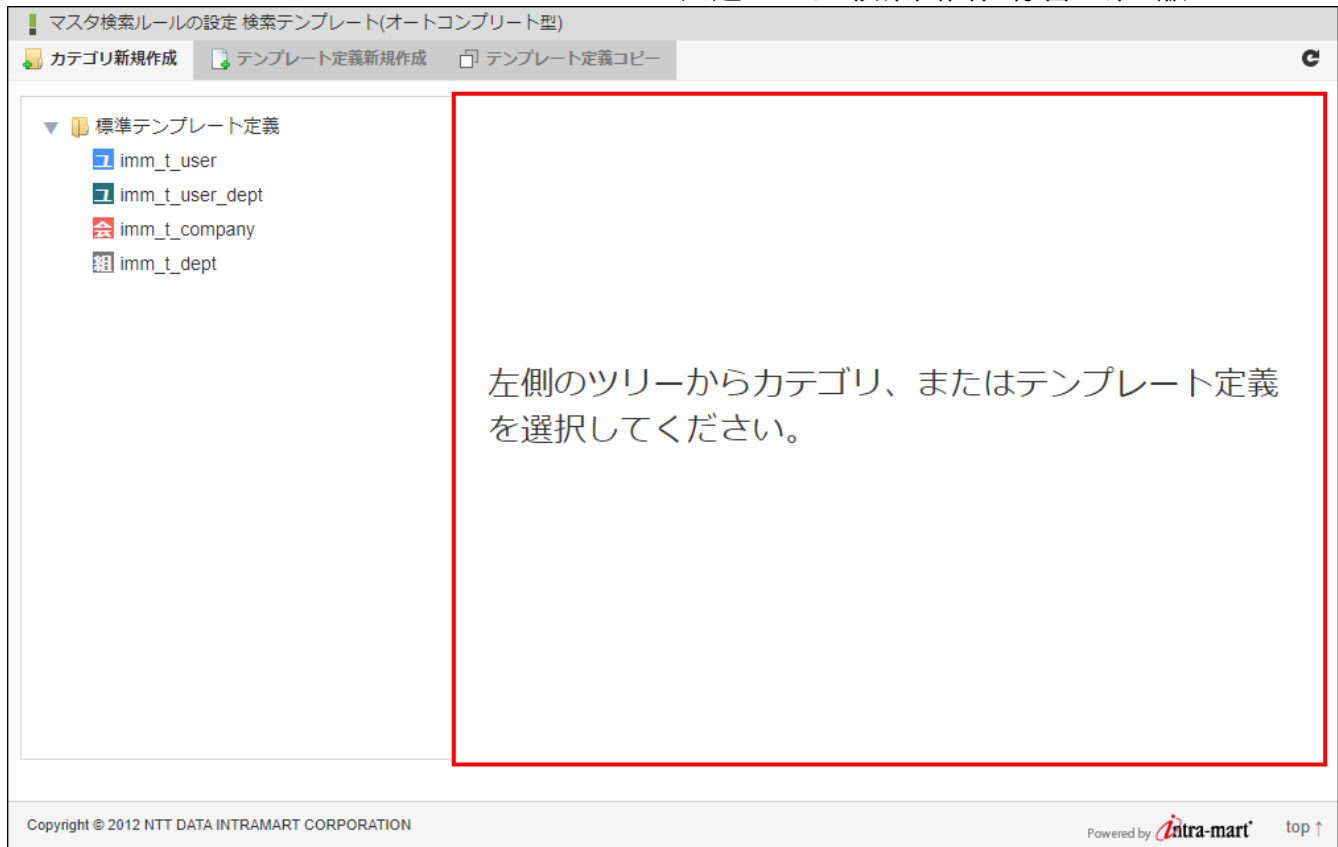 マスタ検索ルールの設定 検索テンプレート(オートコンプリート型)
カテゴリ新規作成 テンプレート定義新規作成 テンプレート定義コピー
標準テンプレート定義
ユ imm_t_user
ユ imm_t_user_dept
会 imm_t_company
組 imm_t_dept
左側のツリーからカテゴリ、またはテンプレート定義
を選択してください。
Copyright © 2012 NTT DATA INTRAMART CORPORATION
Powered by intra-mart top ↑